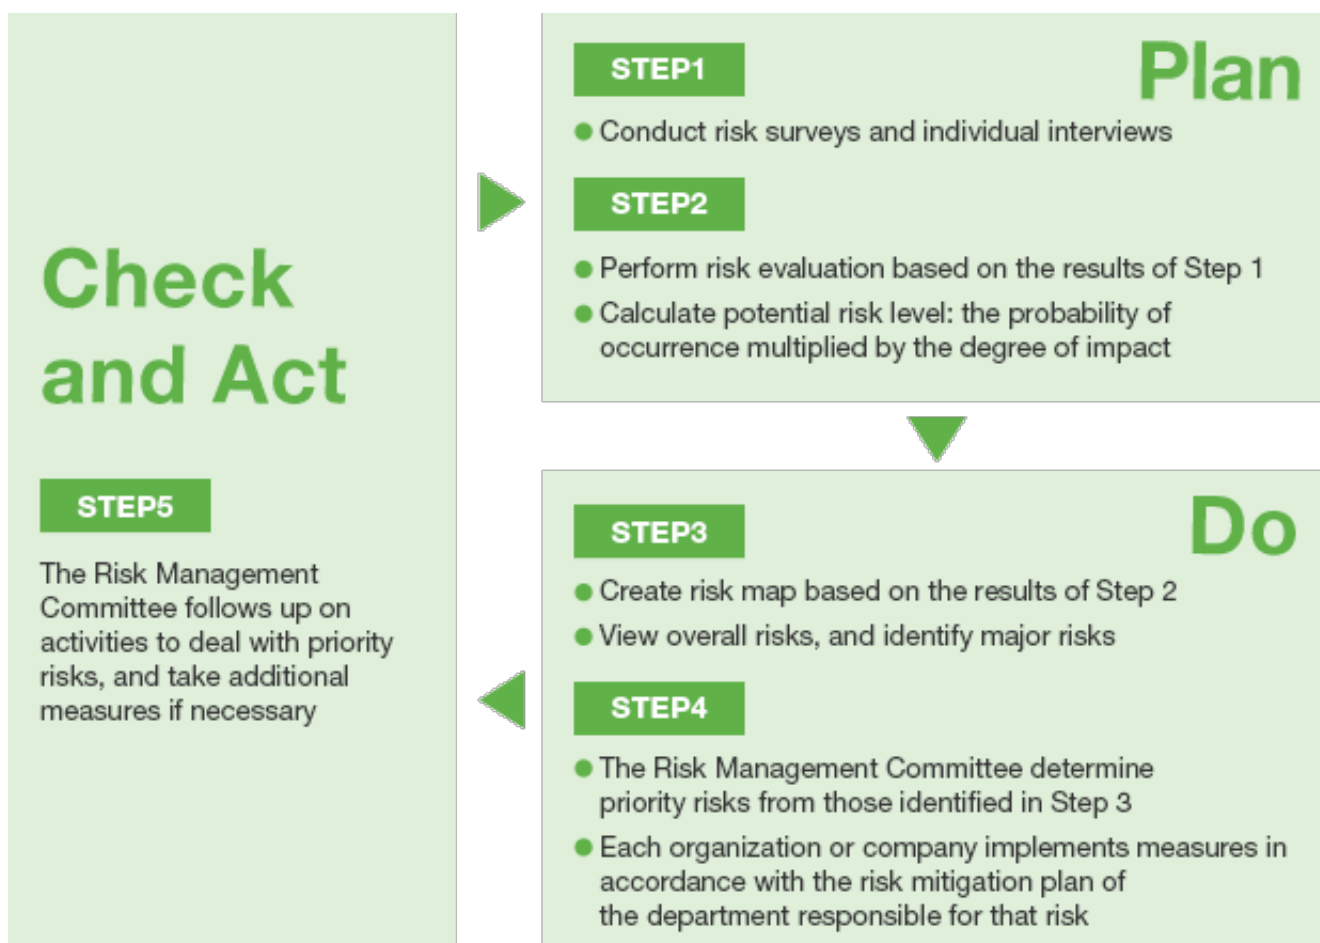 Check
and Act
STEP5
The Risk Management
Committee follows up on
activities to deal with priority
risks, and take additional
measures if necessary
Plan
STEP1
● Conduct risk surveys and individual interviews
STEP2
● Perform risk evaluation based on the results of Step 1
● Calculate potential risk level: the probability of
occurrence multiplied by the degree of impact
Do
STEP3
● Create risk map based on the results of Step 2
● View overall risks, and identify major risks
STEP4
● The Risk Management Committee determine
priority risks from those identified in Step 3
● Each organization or company implements measures in
accordance with the risk mitigation plan of
the department responsible for that risk